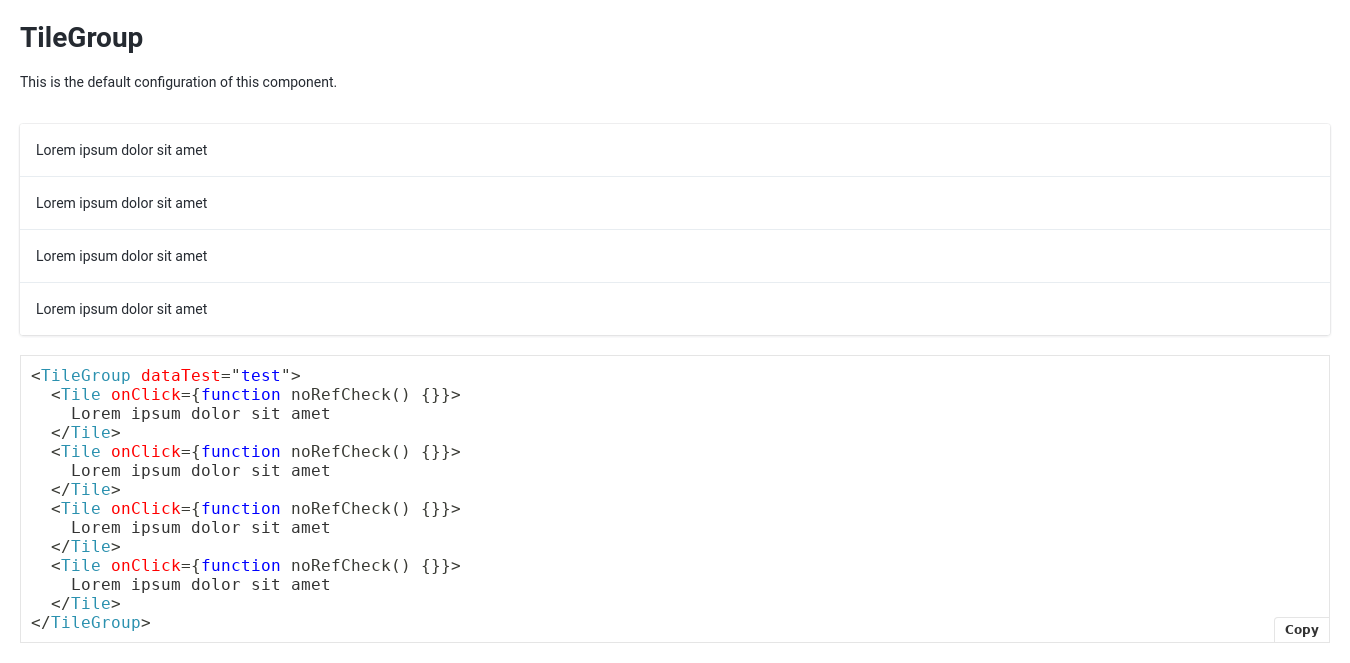 TileGroup
This is the default configuration of this component.
Lorem ipsum dolor sit amet
Lorem ipsum dolor sit amet
Lorem ipsum dolor sit amet
Lorem ipsum dolor sit amet
<TileGroup dataTest="test">
  <Tile onClick={function noRefCheck() {}}>
    Lorem ipsum dolor sit amet
  </Tile>
  <Tile onClick={function noRefCheck() {}}>
    Lorem ipsum dolor sit amet
  </Tile>
  <Tile onClick={function noRefCheck() {}}>
    Lorem ipsum dolor sit amet
  </Tile>
  <Tile onClick={function noRefCheck() {}}>
    Lorem ipsum dolor sit amet
  </Tile>
</TileGroup>
Copy